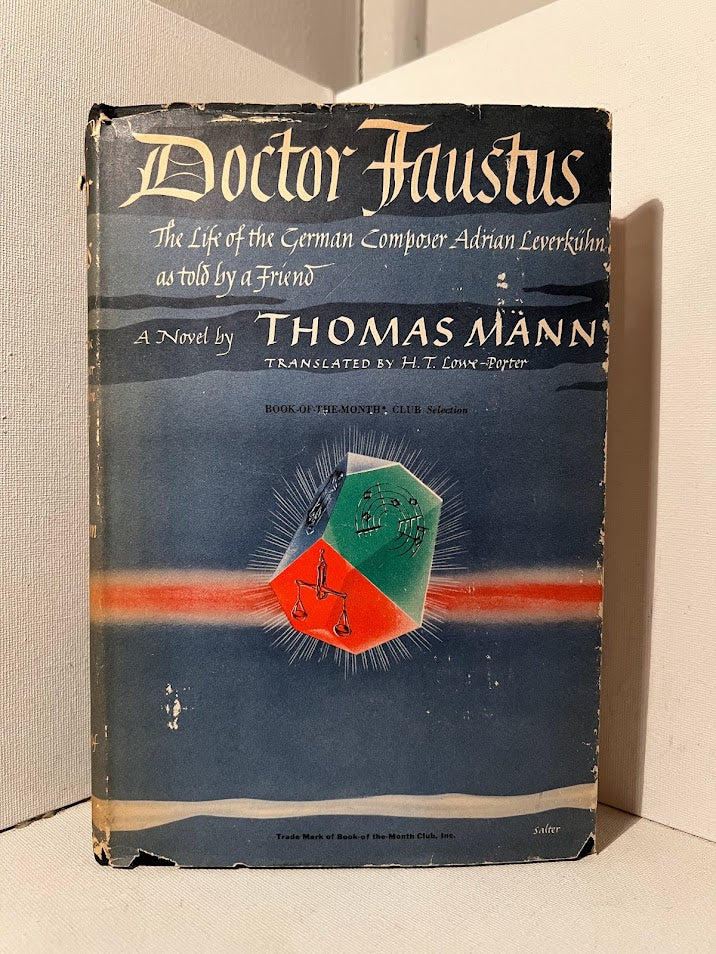 Doctor Faustus
The Life of the German Composer Adrian Leverkühn
as told by a Friend
A Novel by THOMAS MANN
TRANSLATED BY H. T. Lowe-Porter
BOOK-OF-THE-MONTH* CLUB Selection
Trade Mark of Book-of-the-Month Club, Inc.
Salter